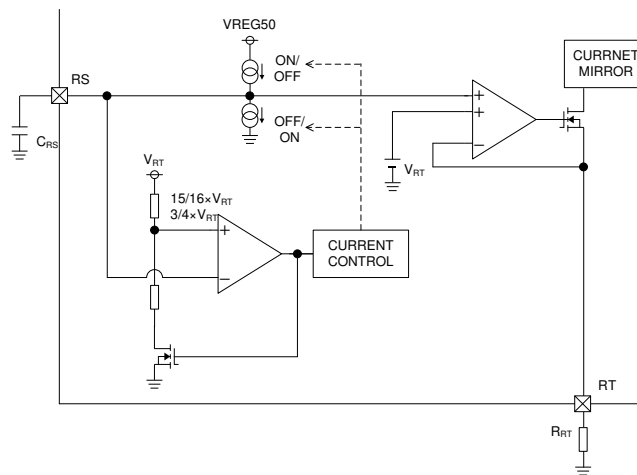 VREG50
ON/
OFF
CURRNET
MIRROR
RS
OFF/
ON
CRS
VRT
VRT
15/16×VRT
3/4×VRT
CURRENT
CONTROL
RT
RRT